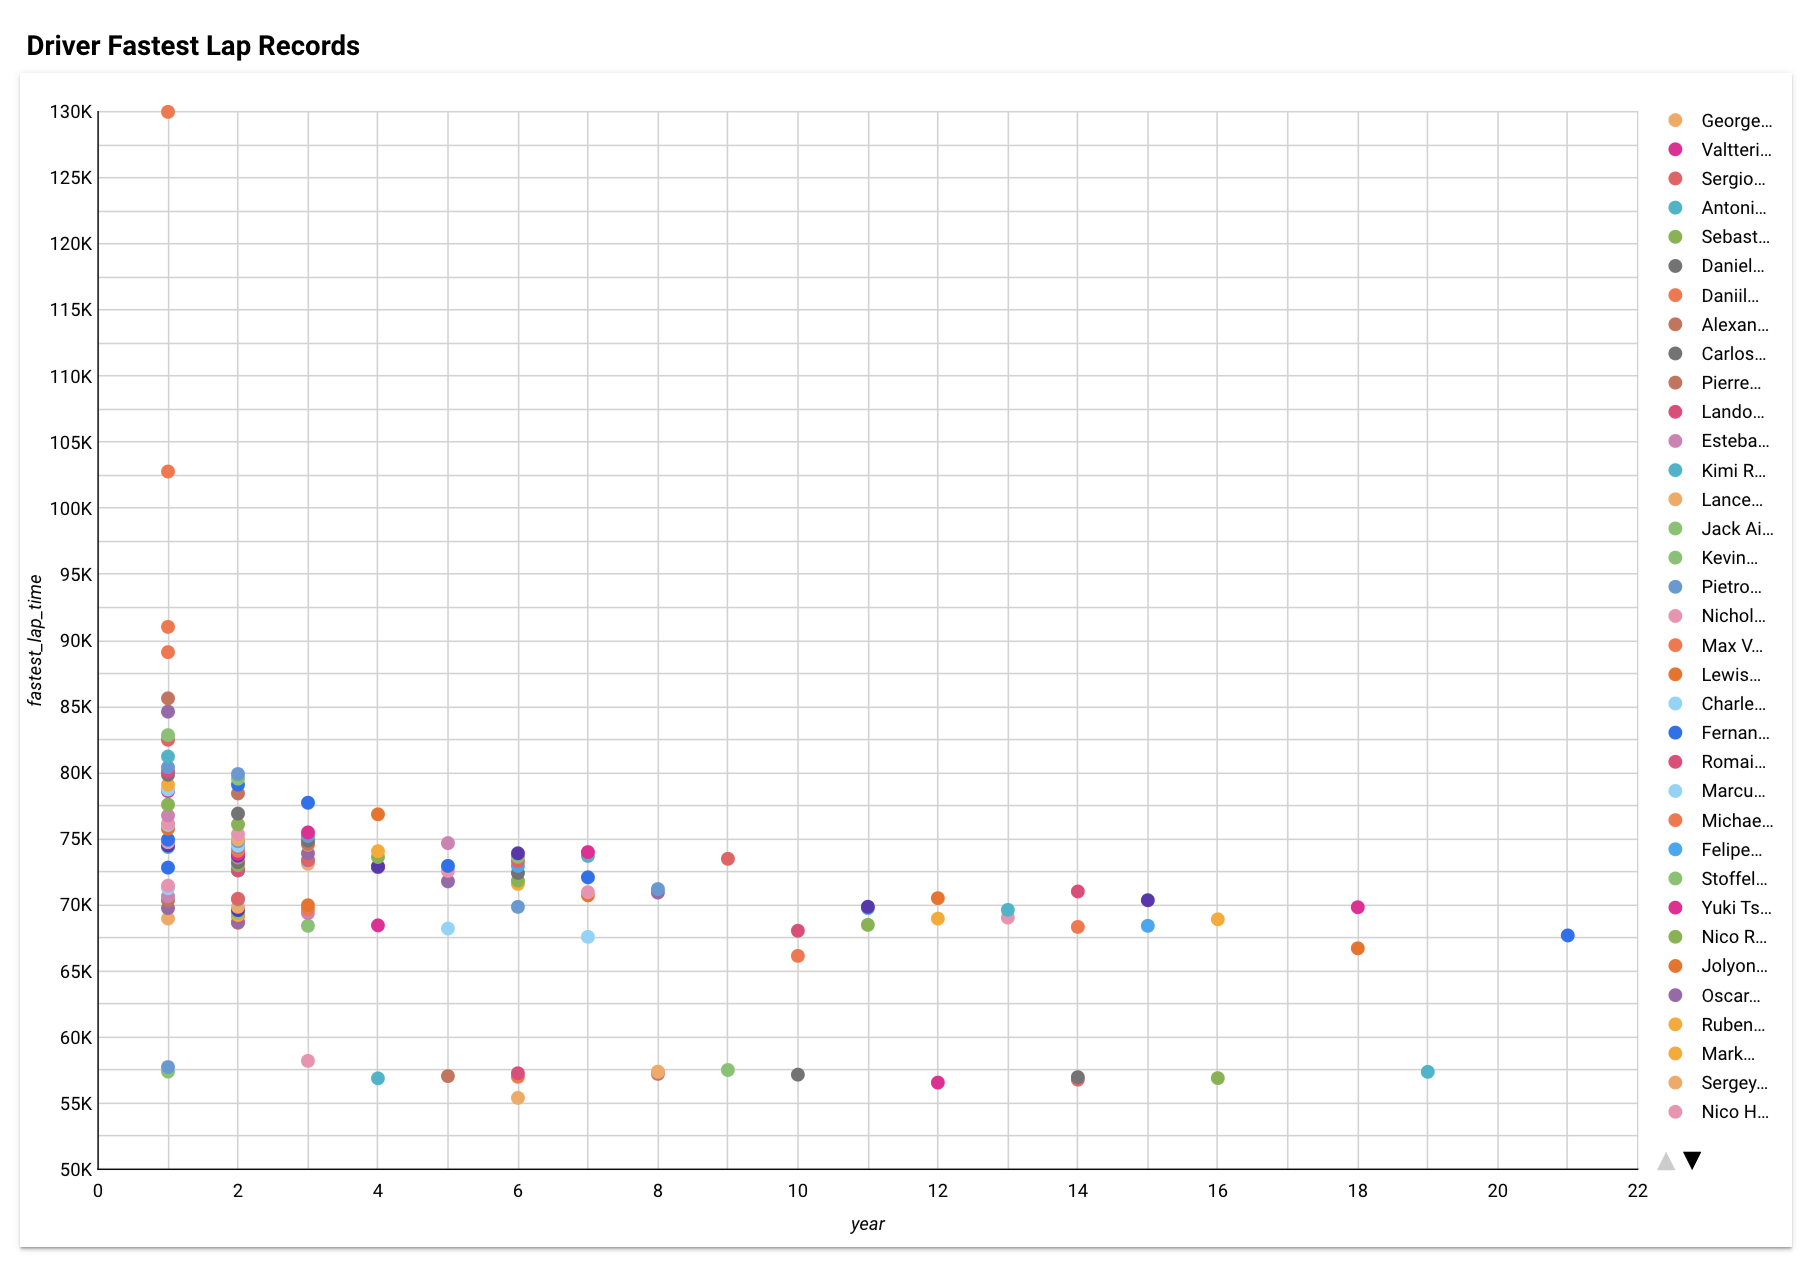 Driver Fastest Lap Records
130K
125K
120K
115K
110K
105K
100K
95K
90K
85K
80K
75K
70K
65K
60K
55K
50K
fastest_lap_time
0 2 4 6 8 10 12 14 16 18 20 22
year
George...
Valtteri...
Sergio...
Antoni...
Sebast...
Daniel...
Daniil...
Alexan...
Carlos...
Pierre...
Lando...
Esteba...
Kimi R...
Lance...
Jack Ai...
Kevin...
Pietro...
Nichol...
Max V...
Lewis...
Charle...
Fernan...
Romai...
Marcu...
Michae...
Felipe...
Stoffel...
Yuki Ts...
Nico R...
Jolyon...
Oscar...
Ruben...
Mark...
Sergey...
Nico H...